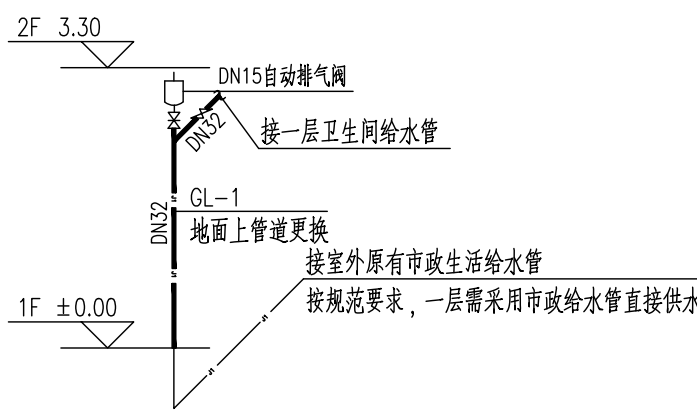 2F 3.30
DN15自动排气阀
DN32
接一层卫生间给水管
DN32
GL-1
地面上管道更换
接室外原有市政生活给水管
1F ±0.00
按规范要求，一层需采用市政给水管直接供水